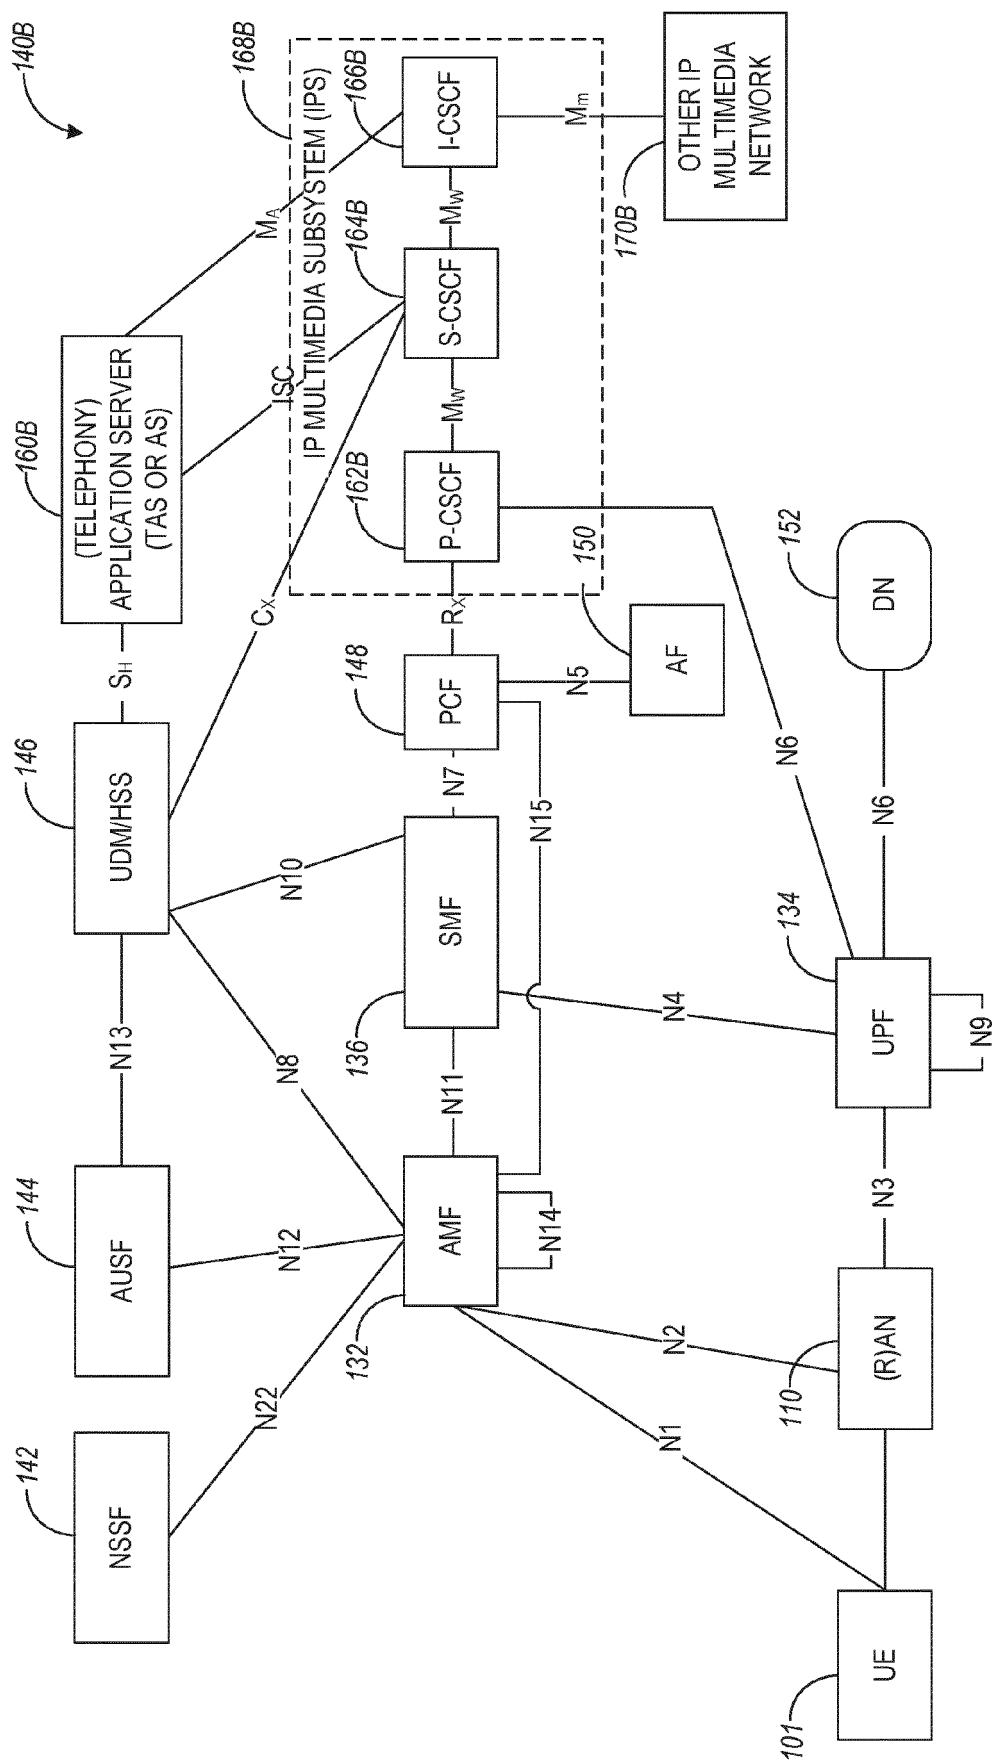 140B
168B
IP MULTIMEDIA SUBSYSTEM (IPS)
166B
I-CSCF
Mm
OTHER IP
MULTIMEDIA
NETWORK
170B
MA
MW
164B
S-CSCF
ISC
(TELEPHONY)
APPLICATION SERVER
(TAS OR AS)
160B
MW
162B
P-CSCF
SH
CX
RX
150
AF
N5
152
DN
146
UDM/HSS
148
PCF
N7
N15
N6
N6
N10
SMF
136
N4
134
UPF
N9
N13
N8
N11
144
AUSF
N12
AMF
132
N14
N3
142
NSSF
N22
N2
110
(R)AN
N1
UE
101